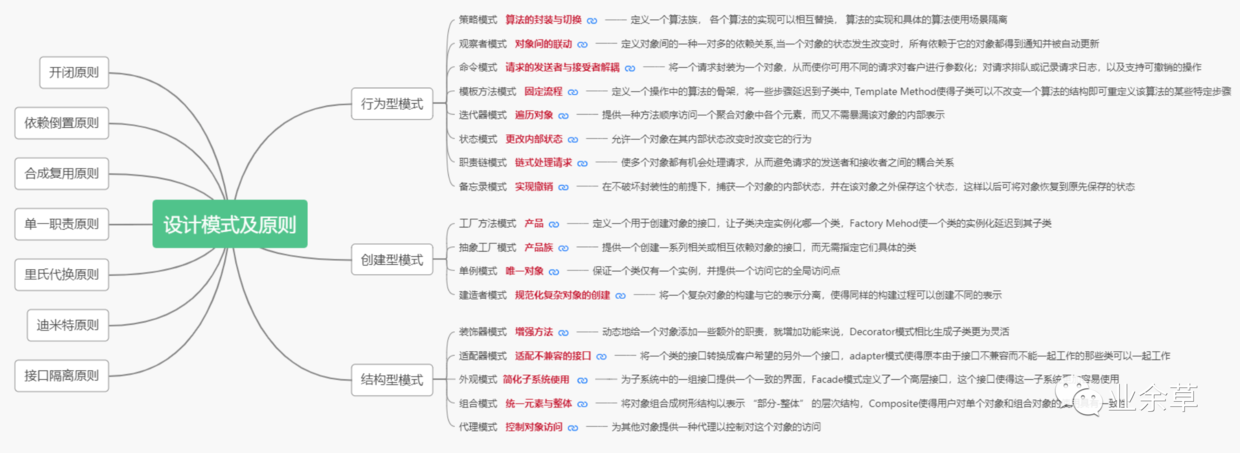 开闭原则
依赖倒置原则
合成复用原则
单一职责原则
里氏代换原则
迪米特原则
接口隔离原则
设计模式及原则
行为型模式
策略模式 算法的封装与切换 定义一个算法族, 各个算法的实现可以相互替换, 算法的实现和具体的算法使用场景隔离
观察者模式 对象间的联动 定义对象间的一种一对多的依赖关系,当一个对象的状态发生改变时,所有依赖于它的对象都得到通知并被自动更新
命令模式 请求的发送者与接受者解耦 将一个请求封装为一个对象,从而使你可用不同的请求对客户进行参数化;对请求排队或记录请求日志,以及支持可撤销的操作
模板方法模式 固定流程 定义一个操作中的算法的骨架,将一些步骤延迟到子类中, Template Method使得子类可以不改变一个算法的结构即可重定义该算法的某些特定步骤
迭代器模式 遍历对象 提供一种方法顺序访问一个聚合对象中各个元素,而又不需暴漏该对象的内部表示
状态模式 更改内部状态 允许一个对象在其内部状态改变时改变它的行为
职责链模式 链式处理请求 使多个对象都有机会处理请求,从而避免请求的发送者和接收者之间的耦合关系
备忘录模式 实现撤销 在不破坏封装性的前提下,捕获一个对象的内部状态,并在该对象之外保存这个状态,这样以后可将对象恢复到原先保存的状态
创建型模式
工厂方法模式 产品 定义一个用于创建对象的接口,让子类决定实例化哪一个类,Factory Mehod使一个类的实例化延迟到其子类
抽象工厂模式 产品族 提供一个创建一系列相关或相互依赖对象的接口,而无需指定它们具体的类
单例模式 唯一对象 保证一个类仅有一个实例,并提供一个访问它的全局访问点
建造者模式 规范化复杂对象的创建 将一个复杂对象的构建与它的表示分离,使得同样的构建过程可以创建不同的表示
结构型模式
装饰器模式 增强方法 动态地给一个对象添加一些额外的职责,就增加功能来说,Decorator模式相比生成子类更为灵活
适配器模式 适配不兼容的接口 将一个类的接口转换成客户希望的另外一个接口,adapter模式使得原本由于接口不兼容而不能一起工作的那些类可以一起工作
外观模式 简化子系统使用 为子系统中的一组接口提供一个一致的界面,Facade模式定义了一个高层接口,这个接口使得这一子系统容易使用
组合模式 统一元素与整体 将对象组合成树形结构以表示 “部分-整体” 的层次结构,Composite使得用户对单个对象和组合对象的一致性
代理模式 控制对象访问 为其他对象提供一种代理以控制对这个对象的访问
业余草